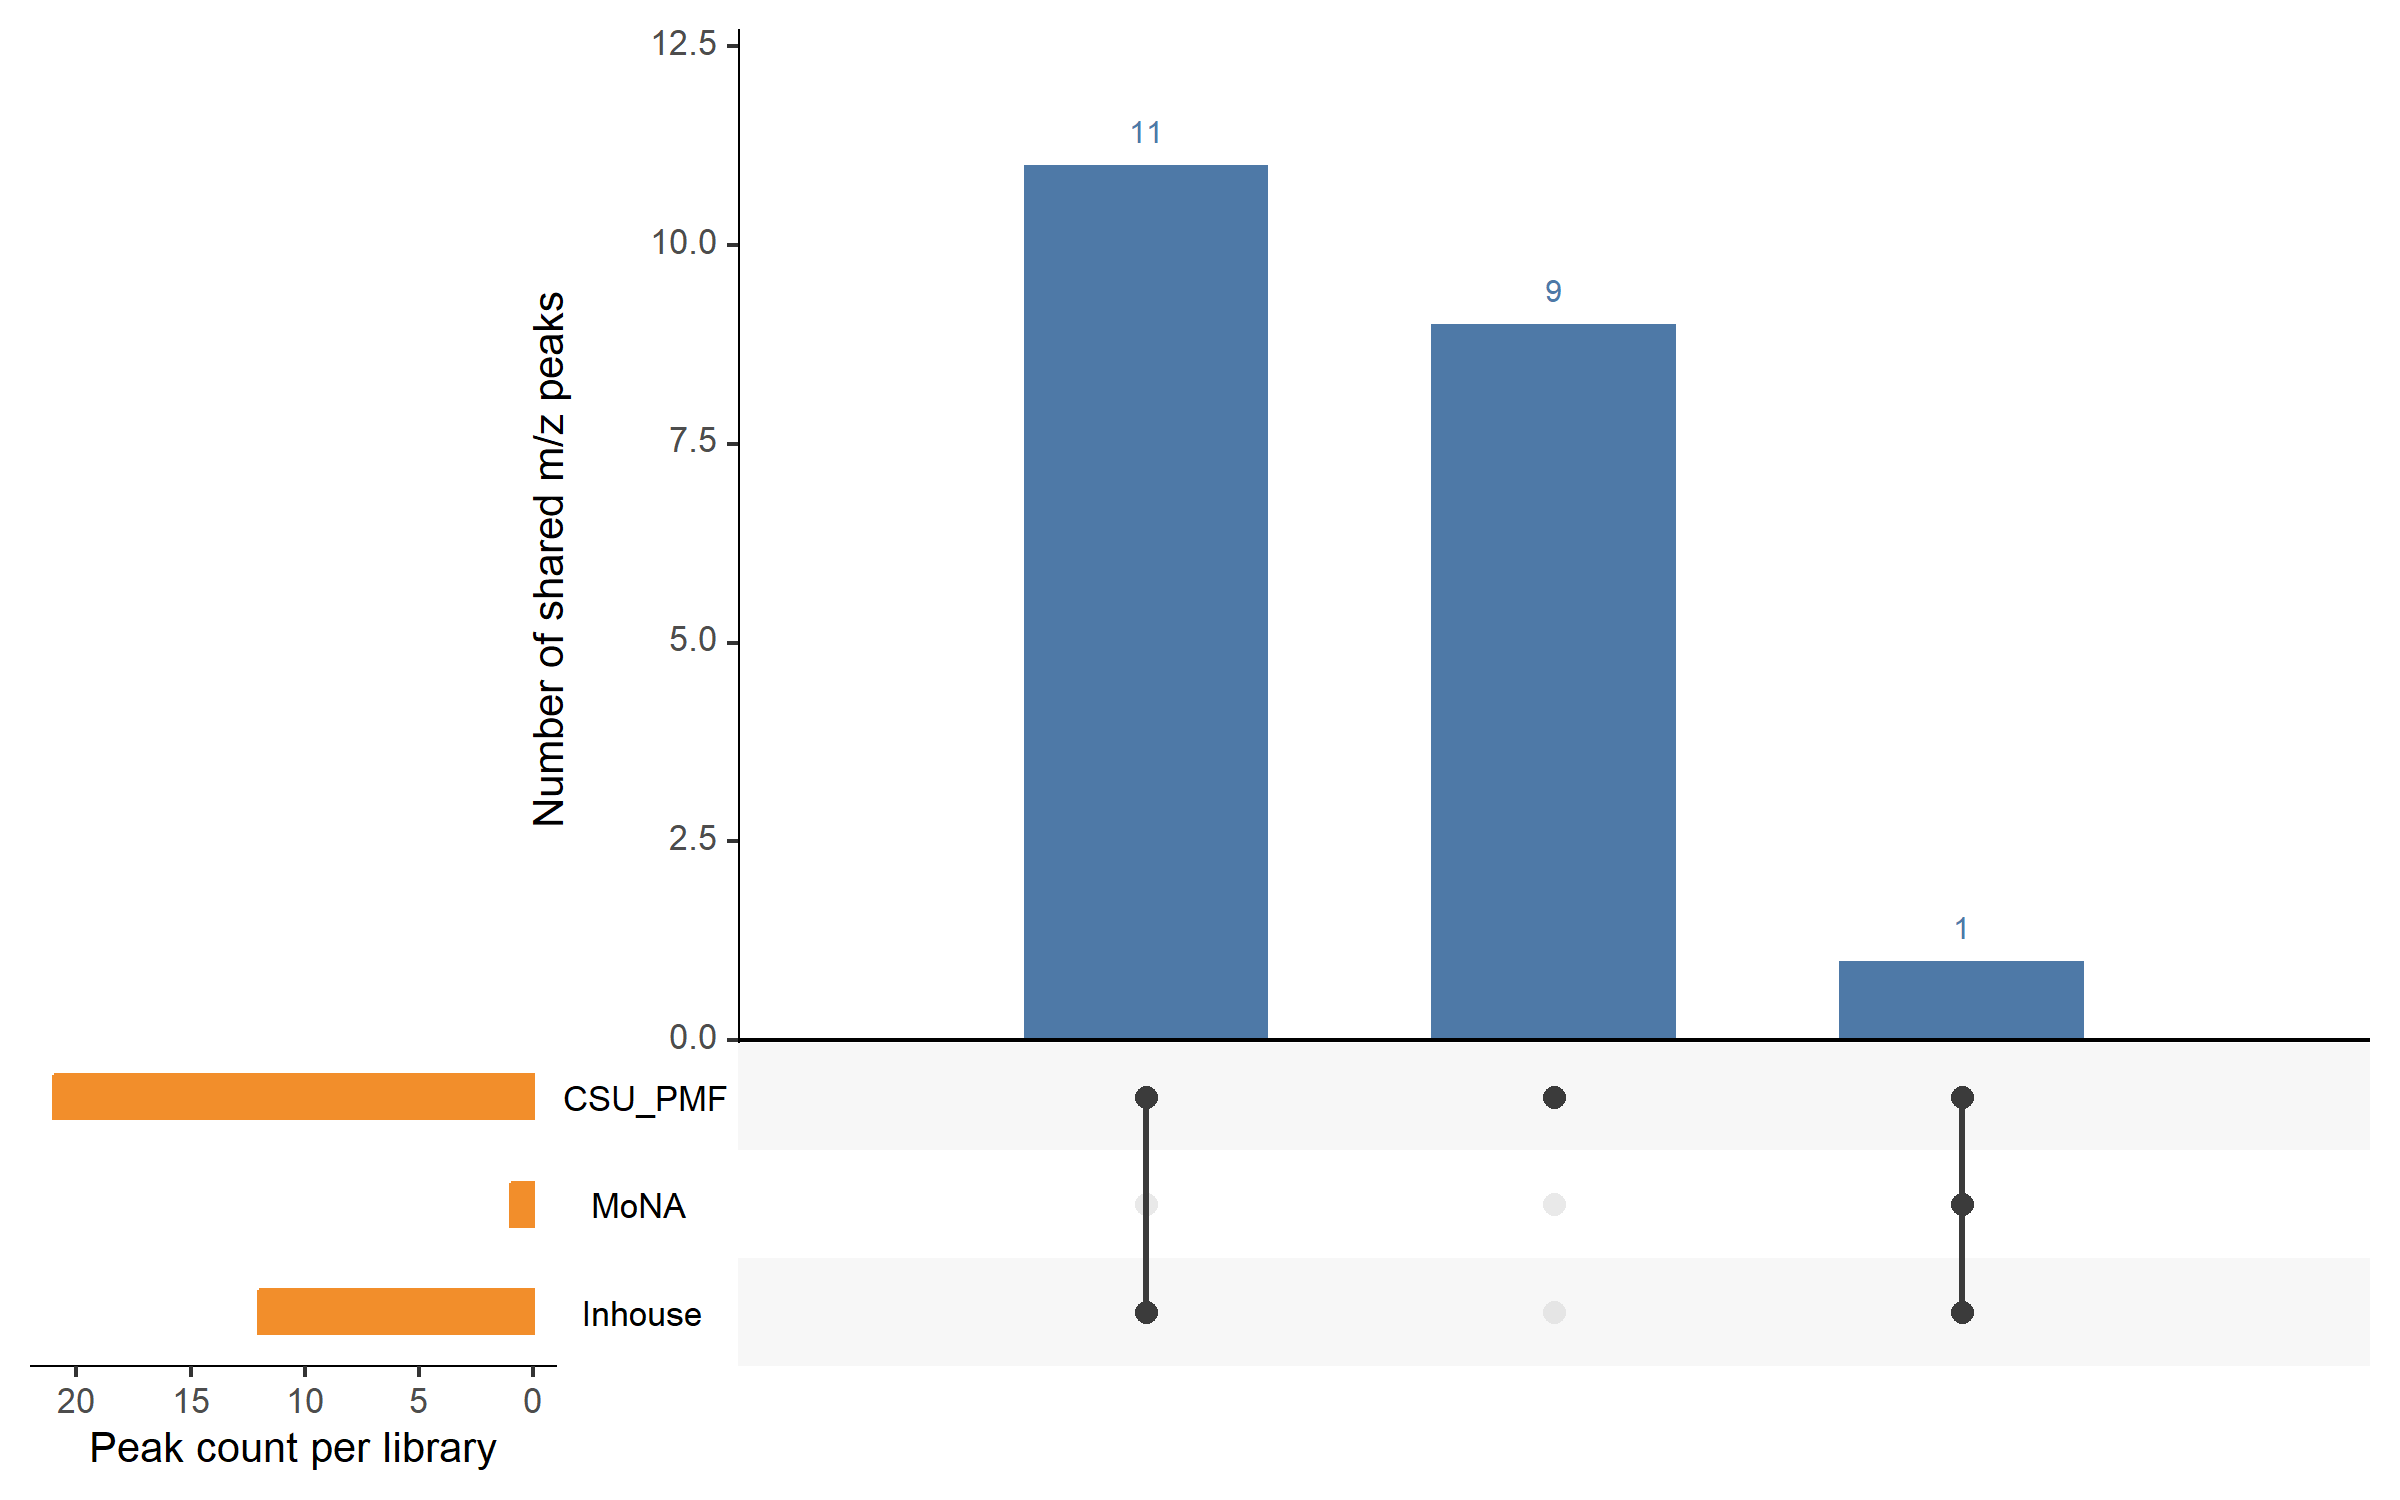 12.5
10.0
7.5
5.0
2.5
0.0
Number of shared m/z peaks
11
9
1
CSU_PMF
MoNA
Inhouse
20 15 10 5 0
Peak count per library